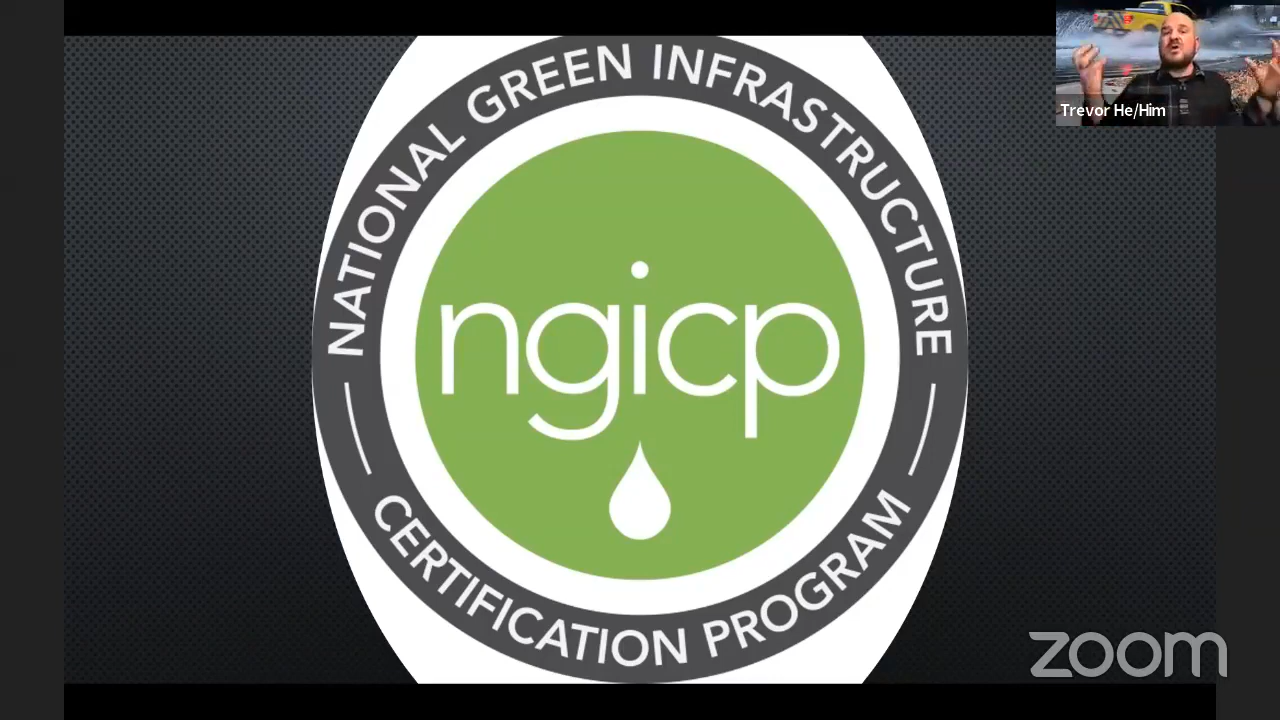 NATIONAL GREEN INFRASTRUCTURE
ngicp
CERTIFICATION PROGRAM
Trevor He/Him
zoom